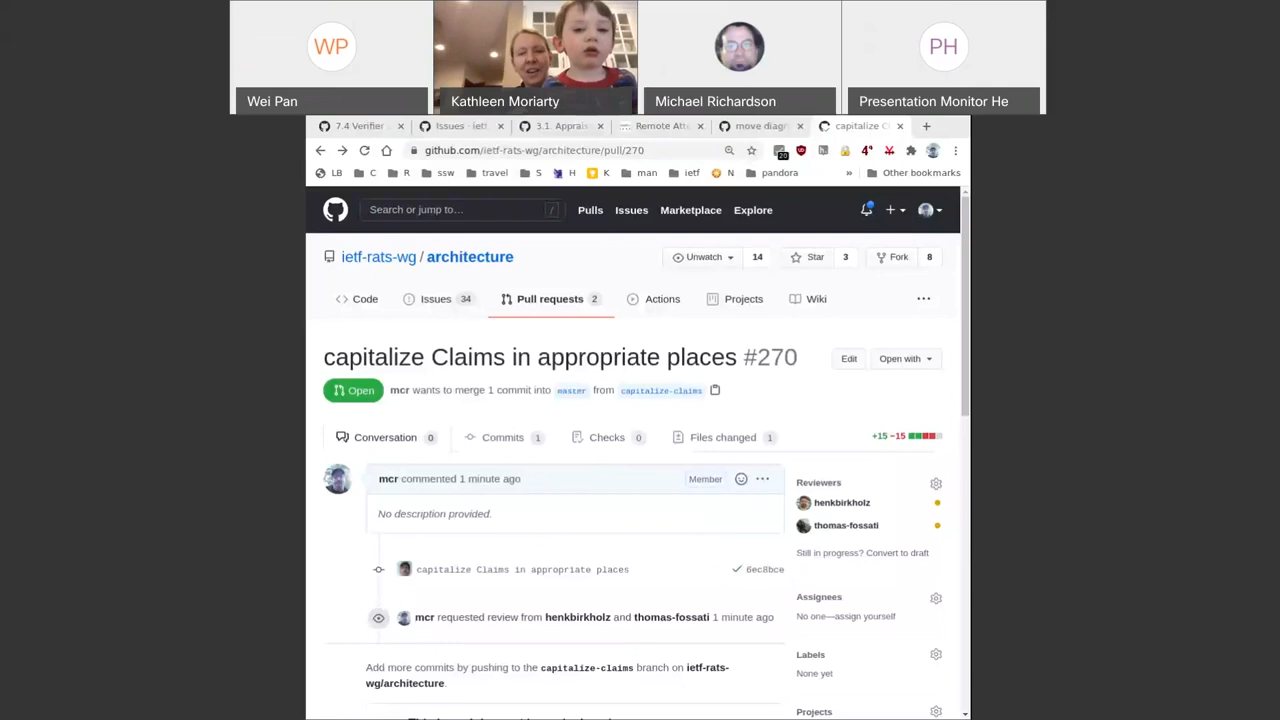 WP
PH
Wei Pan
Kathleen Moriarty
Michael Richardson
Presentation Monitor He
7.4 Verifier
Issues · ietf
3.1. Apprais
Remote Atte
move diagr
capitalize C
github.com/ietf-rats-wg/architecture/pull/270
20
LB
C
R
ssw
travel
S
H
K
man
ietf
N
pandora
»
Other bookmarks
Search or jump to…
/
Pulls
Issues
Marketplace
Explore
ietf-rats-wg / architecture
Unwatch
14
Star
3
Fork
8
Code
Issues 34
Pull requests 2
Actions
Projects
Wiki
capitalize Claims in appropriate places #270
Edit
Open with
Open
mcr wants to merge 1 commit into master from capitalize-claims
Conversation 0
Commits 1
Checks 0
Files changed 1
+15 −15
mcr commented 1 minute ago
Member
No description provided.
capitalize Claims in appropriate places
6ec8bce
mcr requested review from henkbirkholz and thomas-fossati 1 minute ago
Add more commits by pushing to the capitalize-claims branch on ietf-rats-
wg/architecture.
Reviewers
henkbirkholz
thomas-fossati
Still in progress? Convert to draft
Assignees
No one—assign yourself
Labels
None yet
Projects